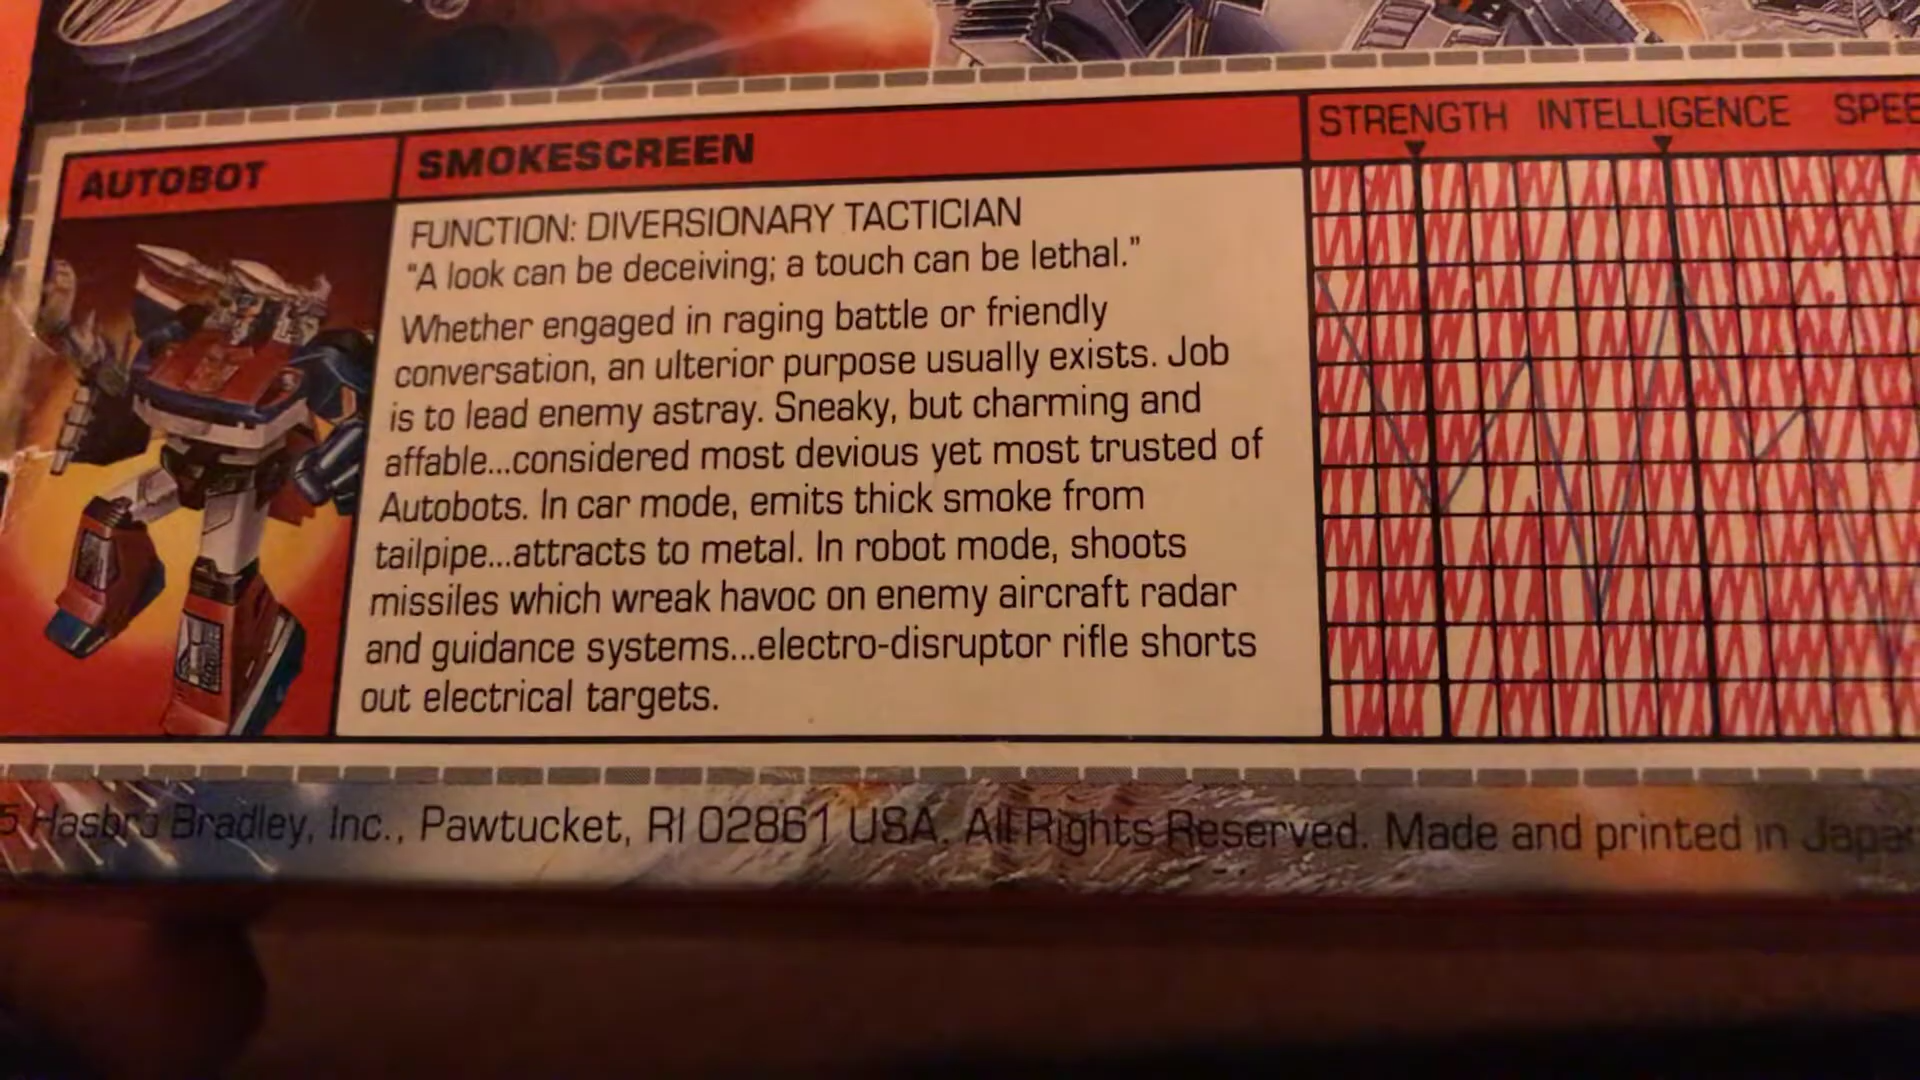 AUTOBOT
SMOKESCREEN
STRENGTH INTELLIGENCE
FUNCTION: DIVERSIONARY TACTICIAN
"A look can be deceiving; a touch can be lethal."
Whether engaged in raging battle or friendly
conversation, an ulterior purpose usually exists. Job
is to lead enemy astray. Sneaky, but charming and
affable...considered most devious yet most trusted of
Autobots. In car mode, emits thick smoke from
tailpipe...attracts to metal. In robot mode, shoots
missiles which wreak havoc on enemy aircraft radar
and guidance systems...electro-disruptor rifle shorts
out electrical targets.
5 Hasbro Bradley, Inc., Pawtucket, RI 02861 USA. All Rights Reserved. Made and printed in